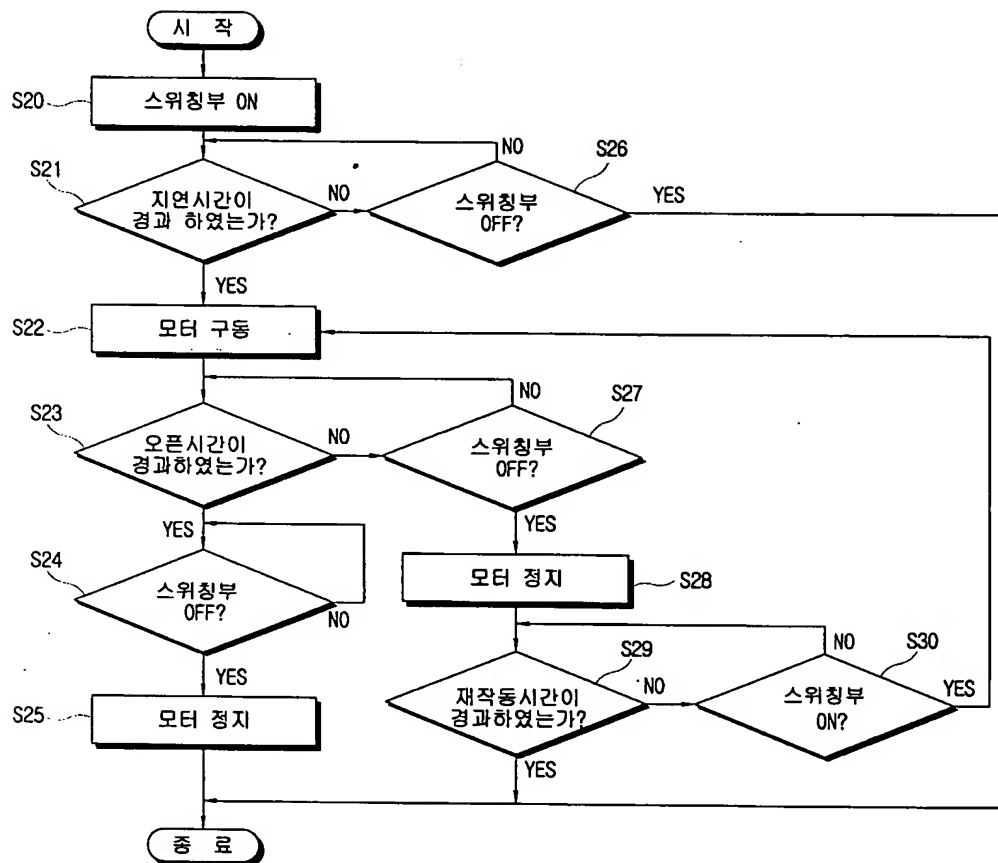 시 작
S20
스위칭부 ON
NO
S26
S21
지연시간이
경과 하였는가?
NO
스위칭부
OFF?
YES
YES
S22
모터 구동
NO
S27
S23
오픈시간이
경과하였는가?
NO
스위칭부
OFF?
YES
YES
S24
스위칭부
OFF?
NO
모터 정지
S28
NO
S30
S29
YES
재작동시간이
경과하였는가?
NO
스위칭부
ON?
YES
S25
모터 정지
YES
종 료